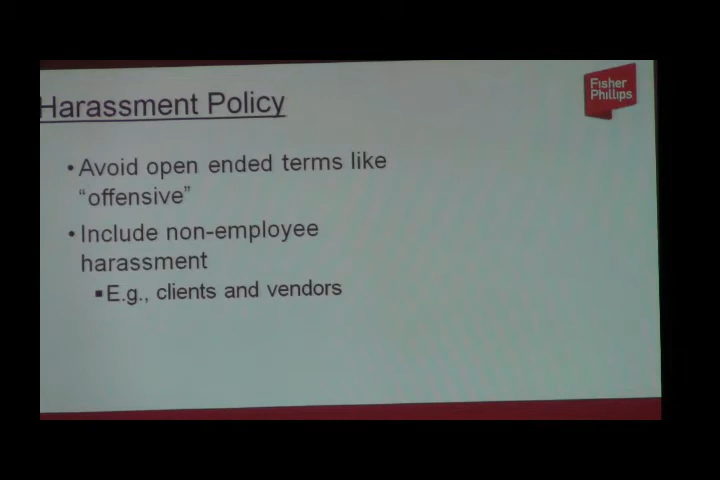 Harassment Policy
Fisher
Phillips
• Avoid open ended terms like
“offensive”
• Include non-employee
harassment
▪ E.g., clients and vendors